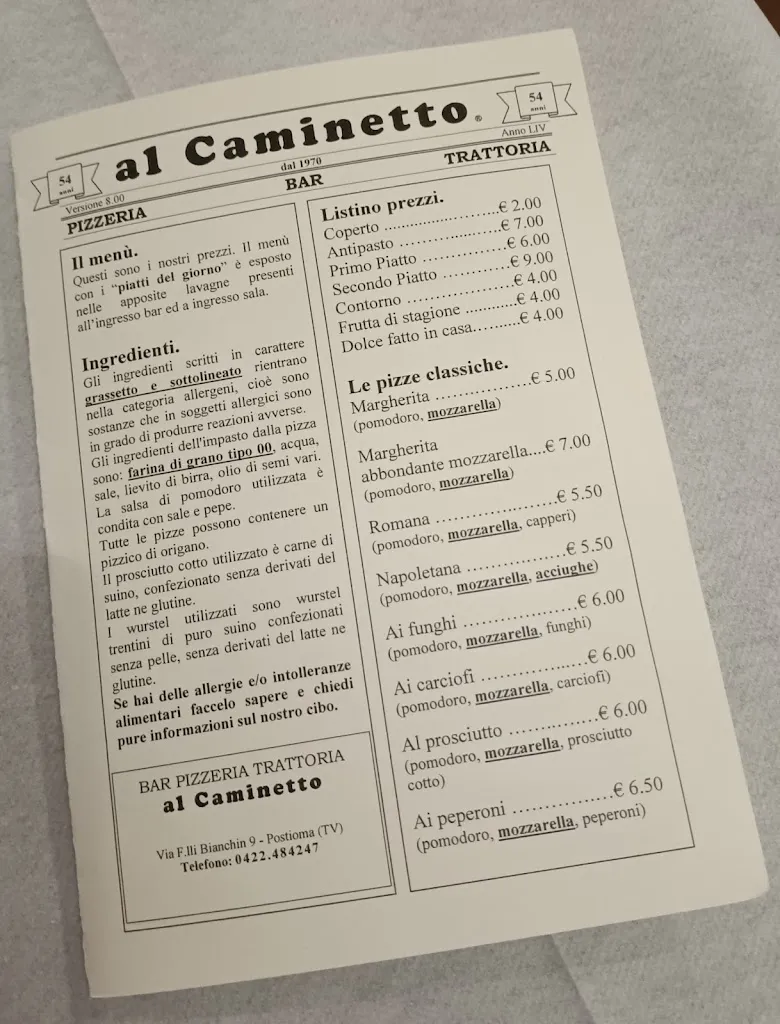 al Caminetto®
54
anni
54
anni
Versione 8.00
dal 1970
Anno LIV
PIZZERIA
BAR
TRATTORIA
Il menù.
Questi sono i nostri prezzi. Il menù
con i “piatti del giorno” è esposto
nelle apposite lavagne presenti
all’ingresso bar ed a ingresso sala.
Ingredienti.
Gli ingredienti scritti in carattere
grassetto e sottolineato rientrano
nella categoria allergeni, cioè sono
sostanze che in soggetti allergici sono
in grado di produrre reazioni avverse.
Gli ingredienti dell'impasto dalla pizza
sono: farina di grano tipo 00, acqua,
sale, lievito di birra, olio di semi vari.
La salsa di pomodoro utilizzata è
condita con sale e pepe.
Tutte le pizze possono contenere un
pizzico di origano.
Il prosciutto cotto utilizzato è carne di
suino, confezionato senza derivati del
latte ne glutine.
I wurstel utilizzati sono wurstel
trentini di puro suino confezionati
senza pelle, senza derivati del latte ne
glutine.
Se hai delle allergie e/o intolleranze
alimentari faccelo sapere e chiedi
pure informazioni sul nostro cibo.
BAR PIZZERIA TRATTORIA
al Caminetto
Via F.lli Bianchin 9 - Postioma (TV)
Telefono: 0422.484247
Listino prezzi.
Coperto ........................€ 2.00
Antipasto ......................€ 7.00
Primo Piatto ..................€ 6.00
Secondo Piatto ..............€ 9.00
Contorno ......................€ 4.00
Frutta di stagione ...........€ 4.00
Dolce fatto in casa..........€ 4.00
Le pizze classiche.
Margherita ....................€ 5.00
(pomodoro, mozzarella)
Margherita
abbondante mozzarella....€ 7.00
(pomodoro, mozzarella)
Romana ........................€ 5.50
(pomodoro, mozzarella, capperi)
Napoletana ....................€ 5.50
(pomodoro, mozzarella, acciughe)
Ai funghi ......................€ 6.00
(pomodoro, mozzarella, funghi)
Ai carciofi .....................€ 6.00
(pomodoro, mozzarella, carciofi)
Al prosciutto ..................€ 6.00
(pomodoro, mozzarella, prosciutto
cotto)
Ai peperoni ....................€ 6.50
(pomodoro, mozzarella, peperoni)